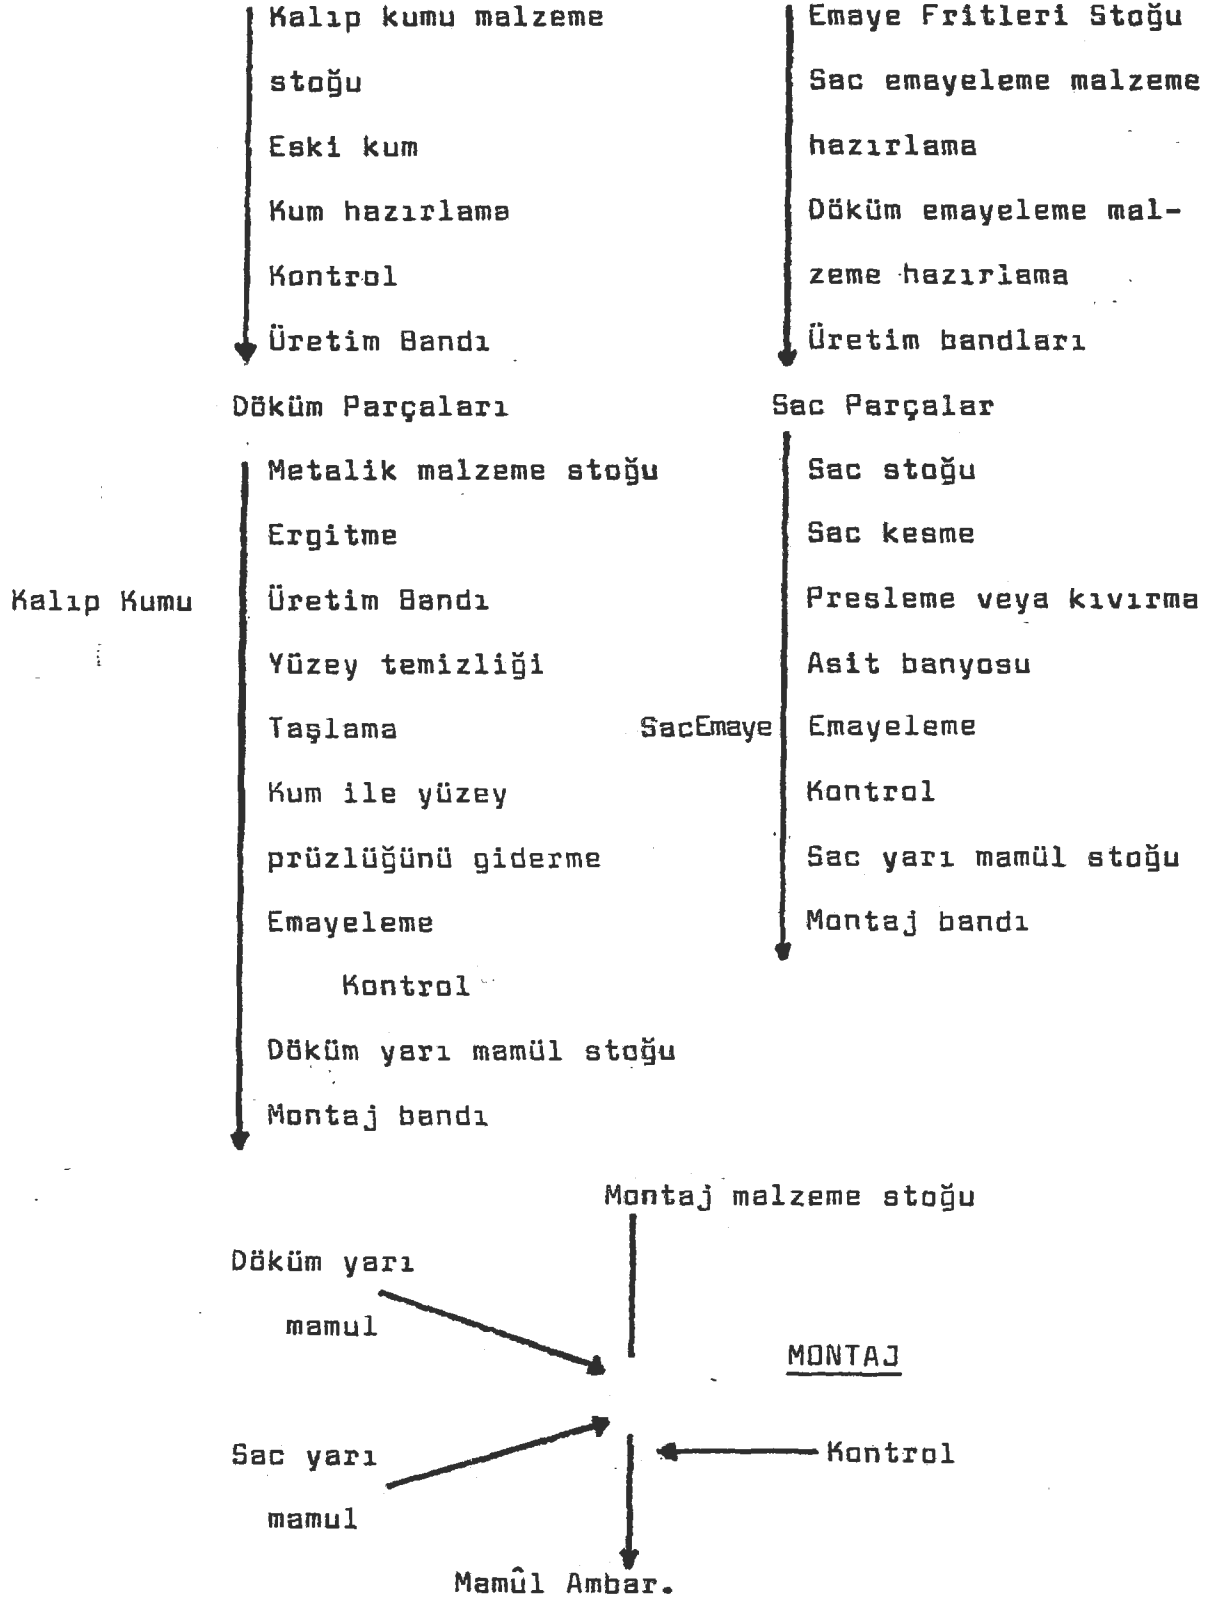 Kalıp kumu malzeme
stoğu
Eski kum
Kum hazırlama
Kontrol
Üretim Bandı
Döküm Parçaları
Metalik malzeme stoğu
Ergitme
Kalıp Kumu
Üretim Bandı
Yüzey temizliği
Taşlama
Kum ile yüzey
prüzlüğünü giderme
Emayeleme
Kontrol
Döküm yarı mamül stoğu
Montaj bandı
Emaye Fritleri Stoğu
Sac emayeleme malzeme
hazırlama
Döküm emayeleme mal-
zeme hazırlama
Üretim bandları
Sac Parçalar
Sac stoğu
Sac kesme
Presleme veya kıvırma
Asit banyosu
SacEmaye
Emayeleme
Kontrol
Sac yarı mamül stoğu
Montaj bandı
Montaj malzeme stoğu
Döküm yarı
mamul
MONTAJ
Sac yarı
mamul
Kontrol
Mamûl Ambar.